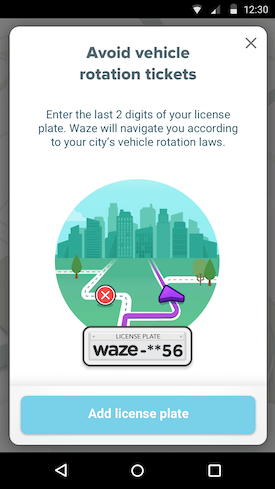 12:30
Avoid vehicle
rotation tickets
Enter the last 2 digits of your license
plate. Waze will navigate you according
to your city's vehicle rotation laws.
LICENSE PLATE
waze-**56
Add license plate